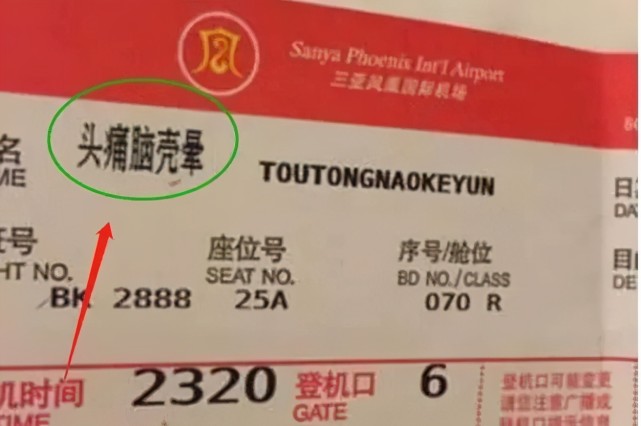 Sanya Phoenix Int'l Airport
三亚凤凰国际机场
名 头痛脑壳晕 TOUTONGNAOKEYUN
ME
日
DA
号 座位号 序号/舱位 目
HT NO. SEAT NO. BD NO./CLASS DE
BK 2888 25A 070 R
机时间 2320 登机口 6
TIME GATE
登机口可能变更
请您注意广播或